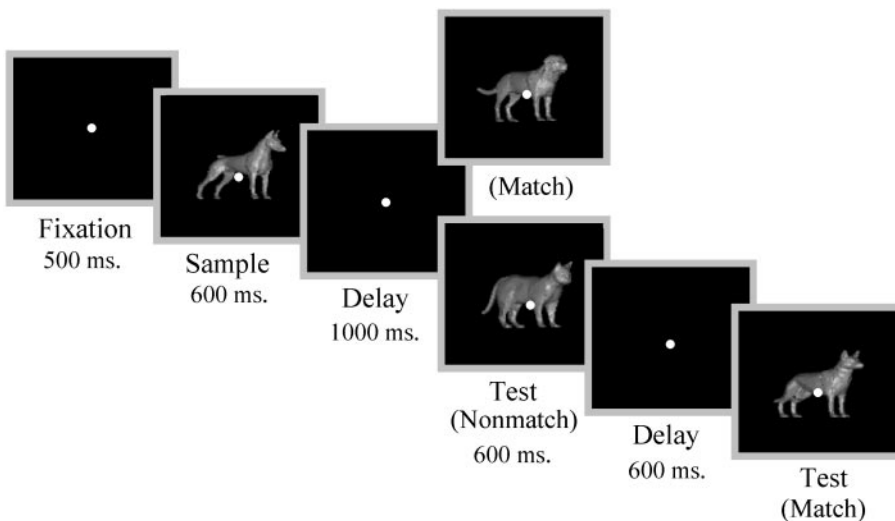 Fixation
500 ms.
Sample
600 ms.
Delay
1000 ms.
(Match)
Test
(Nonmatch)
600 ms.
Delay
600 ms.
Test
(Match)